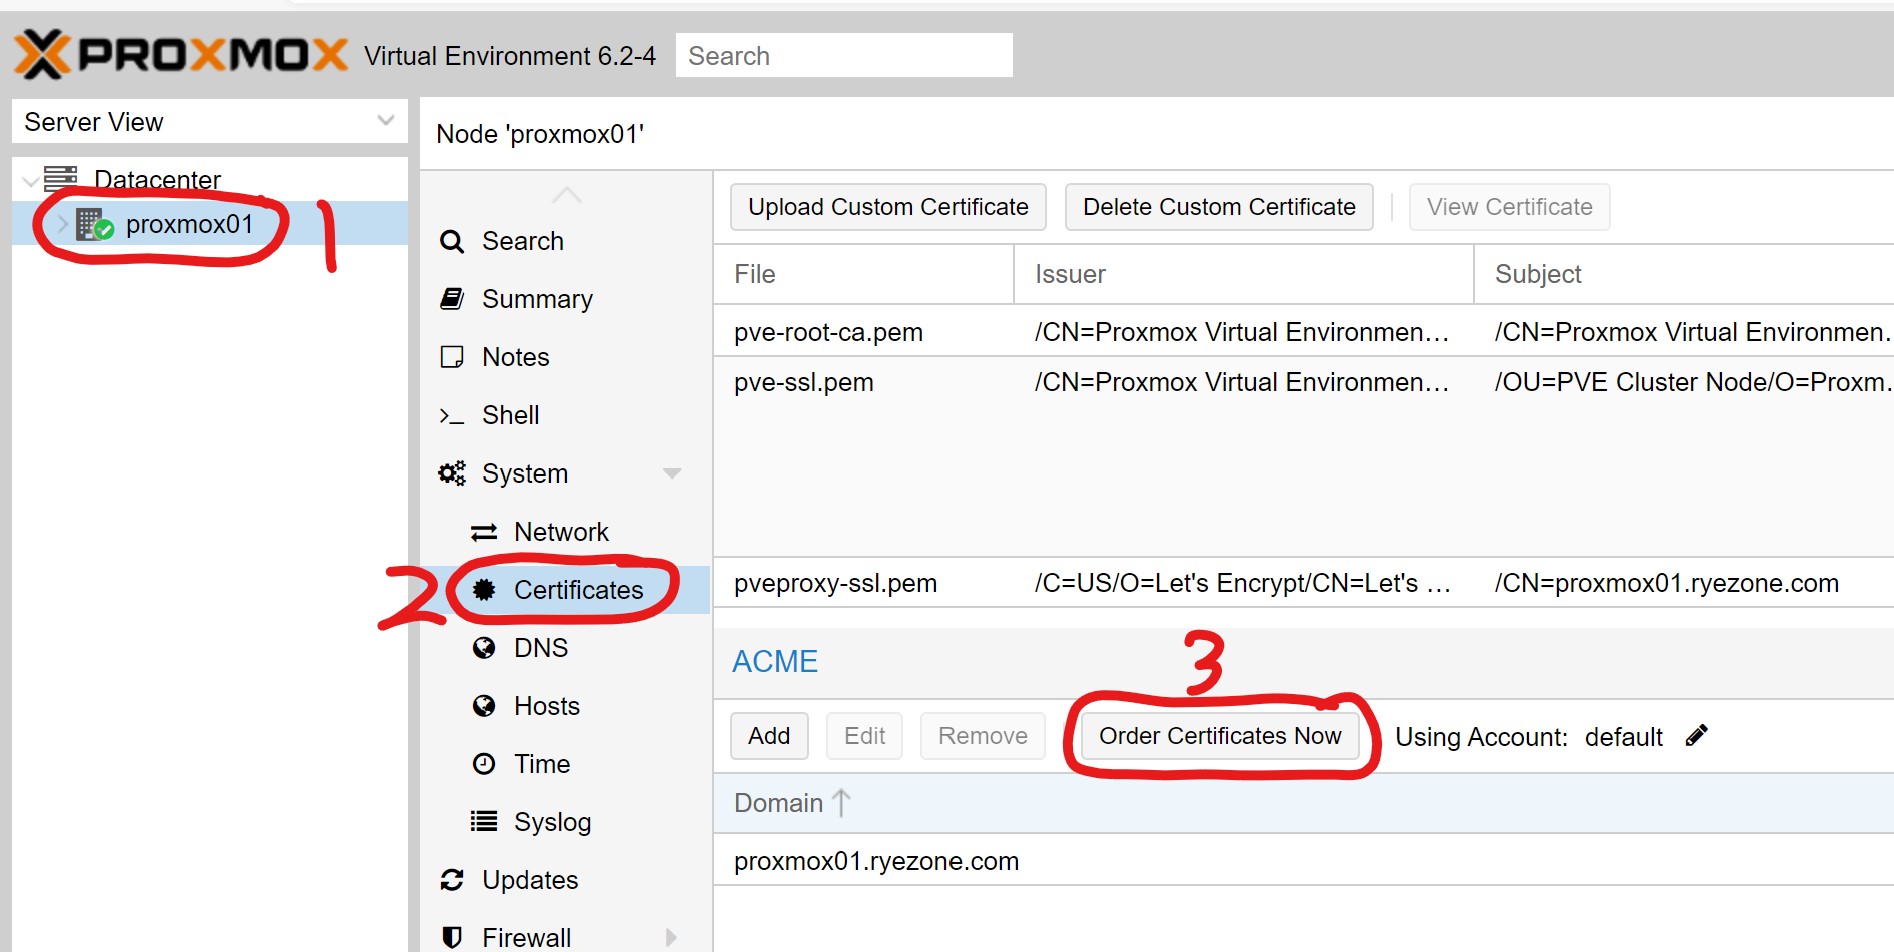 PROXMOX Virtual Environment 6.2-4 Search
Server View
Node 'proxmox01'
Datacenter
proxmox01 1
Upload Custom Certificate Delete Custom Certificate View Certificate
Search
Summary
Notes
Shell
System
Network
2 Certificates
DNS
Hosts
Time
Syslog
Updates
Firewall
File Issuer Subject
pve-root-ca.pem /CN=Proxmox Virtual Environmen... /CN=Proxmox Virtual Environmen.
pve-ssl.pem /CN=Proxmox Virtual Environmen... /OU=PVE Cluster Node/O=Proxm.
pveproxy-ssl.pem /C=US/O=Let's Encrypt/CN=Let's ... /CN=proxmox01.ryezone.com
ACME
3
Add Edit Remove Order Certificates Now Using Account: default
Domain
proxmox01.ryezone.com